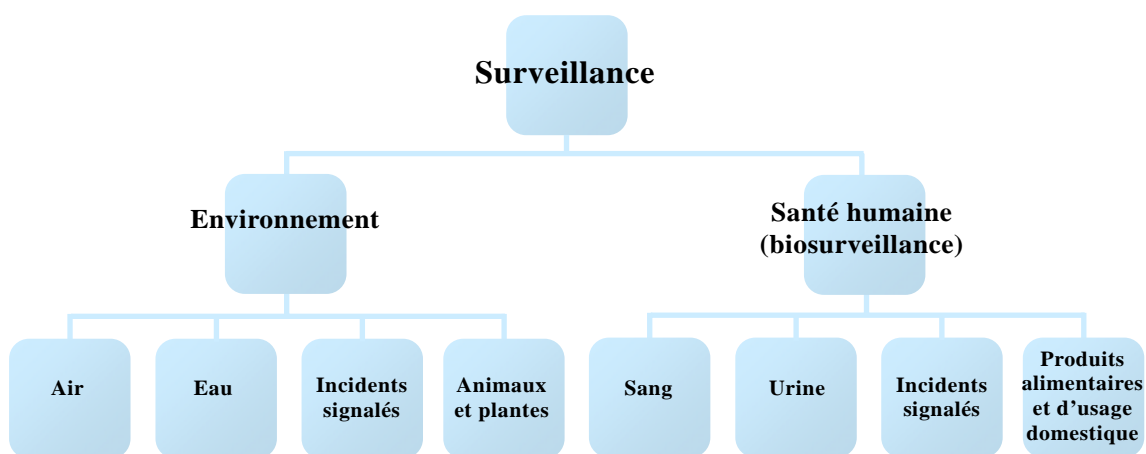 Surveillance
Environnement
Santé humaine
(biosurveillance)
Air
Eau
Incidents
signalés
Animaux
et plantes
Sang
Urine
Incidents
signalés
Produits
alimentaires
et d’usage
domestique